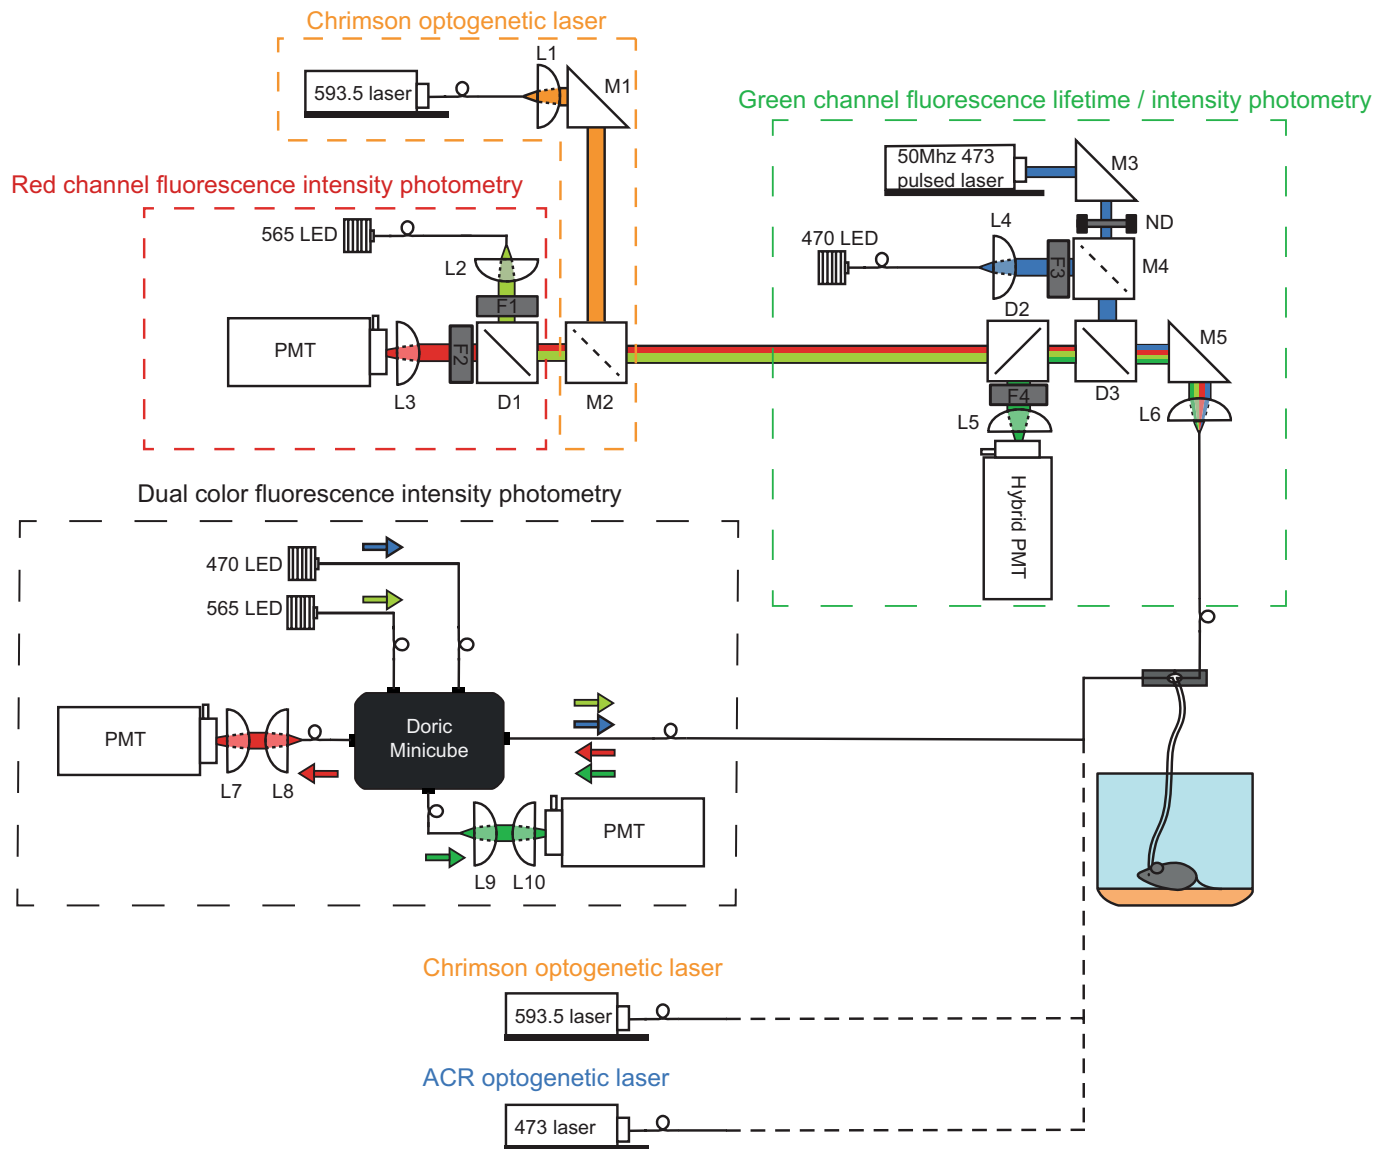 Chrimson optogenetic laser
L1
M1
593.5 laser
Green channel fluorescence lifetime / intensity photometry
50Mhz 473
pulsed laser
M3
Red channel fluorescence intensity photometry
565 LED
L2
F1
PMT
F2
L3
D1
M2
ND
L4
470 LED
F3
M4
D2
M5
D3
F4
L5
L6
Hybrid PMT
Dual color fluorescence intensity photometry
470 LED
565 LED
Doric
Minicube
PMT
L7
L8
PMT
L9
L10
Chrimson optogenetic laser
593.5 laser
ACR optogenetic laser
473 laser